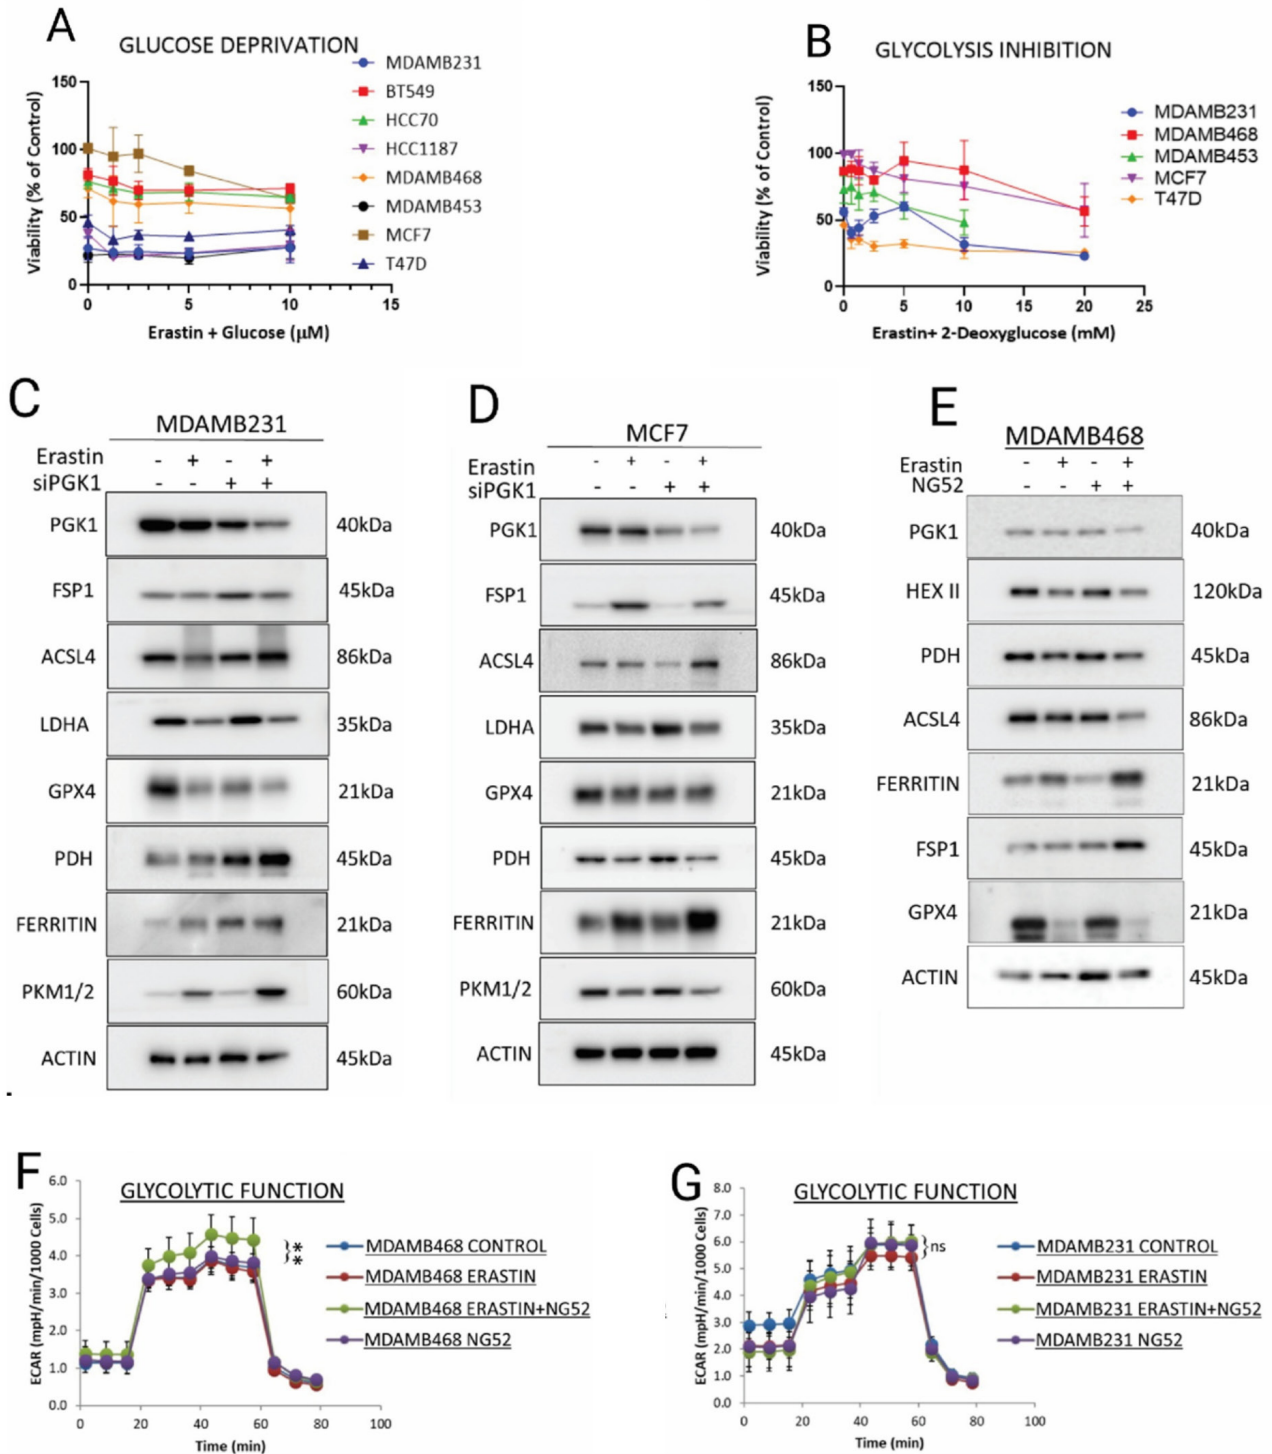 A
GLUCOSE DEPRIVATION
Viability (% of Control)
150
100
50
0
0 5 10 15
Erastin + Glucose (μM)
MDAMB231
BT549
HCC70
HCC1187
MDAMB468
MDAMB453
MCF7
T47D
B
GLYCOLYSIS INHIBITION
Viability (% of Control)
150
100
50
0
0 5 10 15 20 25
Erastin+ 2-Deoxyglucose (mM)
MDAMB231
MDAMB468
MDAMB453
MCF7
T47D
C
MDAMB231
Erastin - + - +
siPGK1 - - + +
PGK1 40kDa
FSP1 45kDa
ACSL4 86kDa
LDHA 35kDa
GPX4 21kDa
PDH 45kDa
FERRITIN 21kDa
PKM1/2 60kDa
ACTIN 45kDa
D
MCF7
Erastin - + - +
siPGK1 - - + +
PGK1 40kDa
FSP1 45kDa
ACSL4 86kDa
LDHA 35kDa
GPX4 21kDa
PDH 45kDa
FERRITIN 21kDa
PKM1/2 60kDa
ACTIN 45kDa
E
MDAMB468
Erastin - + - +
NG52 - - + +
PGK1 40kDa
HEX II 120kDa
PDH 45kDa
ACSL4 86kDa
FERRITIN 21kDa
FSP1 45kDa
GPX4 21kDa
ACTIN 45kDa
F
GLYCOLYTIC FUNCTION
ECAR (mpH/min/1000 Cells)
6.0
5.0
4.0
3.0
2.0
1.0
0.0
0 20 40 60 80 100
Time (min)
}*
}*
MDAMB468 CONTROL
MDAMB468 ERASTIN
MDAMB468 ERASTIN+NG52
MDAMB468 NG52
G
GLYCOLYTIC FUNCTION
ECAR (mpH/min/1000 Cells)
8.0
7.0
6.0
5.0
4.0
3.0
2.0
1.0
0.0
0 20 40 60 80 100
Time (min)
}ns
MDAMB231 CONTROL
MDAMB231 ERASTIN
MDAMB231 ERASTIN+NG52
MDAMB231 NG52